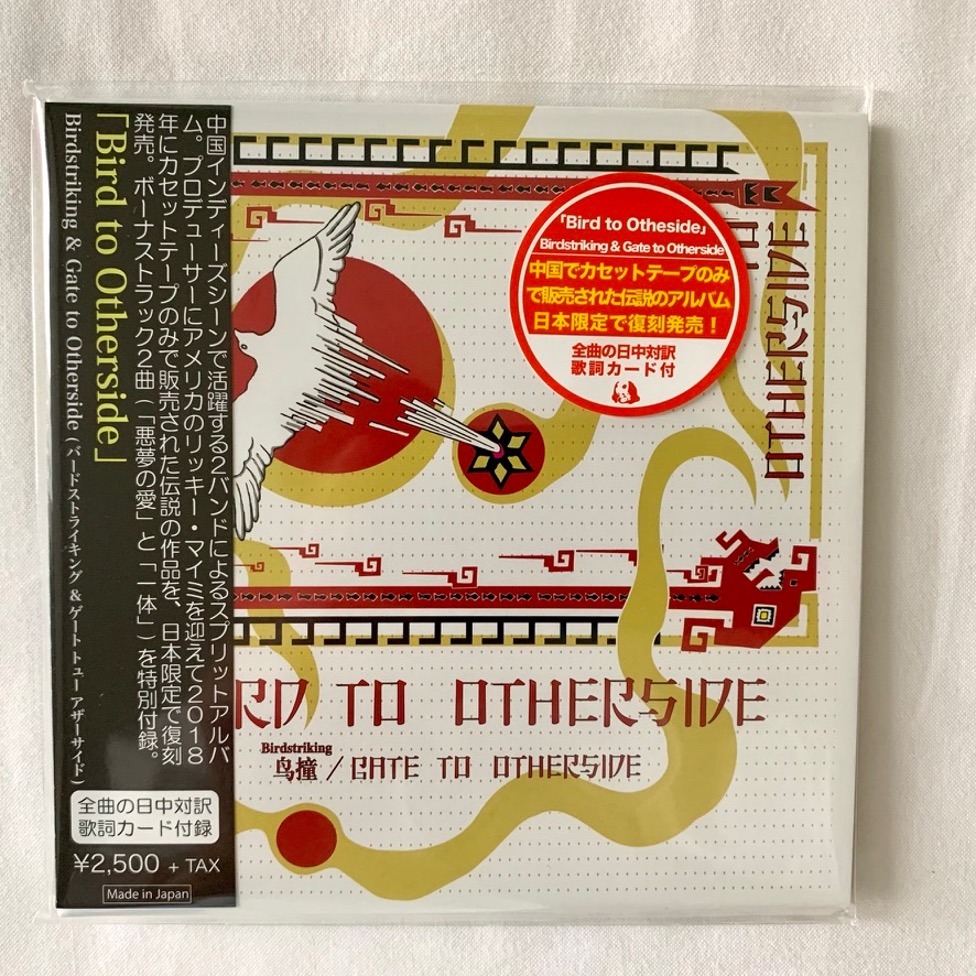 中国インディーズシーンで活躍する2バンドによるスプリットアルバ
ム。プロデューサーにアメリカのリッキー・マイミを迎えて2018
年にカセットテープのみで販売された伝説の作品を、日本限定で復刻
発売。ボーナストラック2曲(「悪夢の愛」と「一体」)を特別付録。
「Bird to Otherside」
Birdstriking & Gate to Otherside (バードストライキング &ゲート トゥー アザーサイド)
全曲の日中対訳
歌詞カード付録
¥2,500 + TAX
Made in Japan
「Bird to Otheside」
Birdstriking & Gate to Otherside
中国でカセットテープのみ
で販売された伝説のアルバム
日本限定で復刻発売!
全曲の日中対訳
歌詞カード付
OTHERSIDE
RD TO OTHERSIDE
Birdstriking
鸟撞 / GATE TO OTHERSIDE